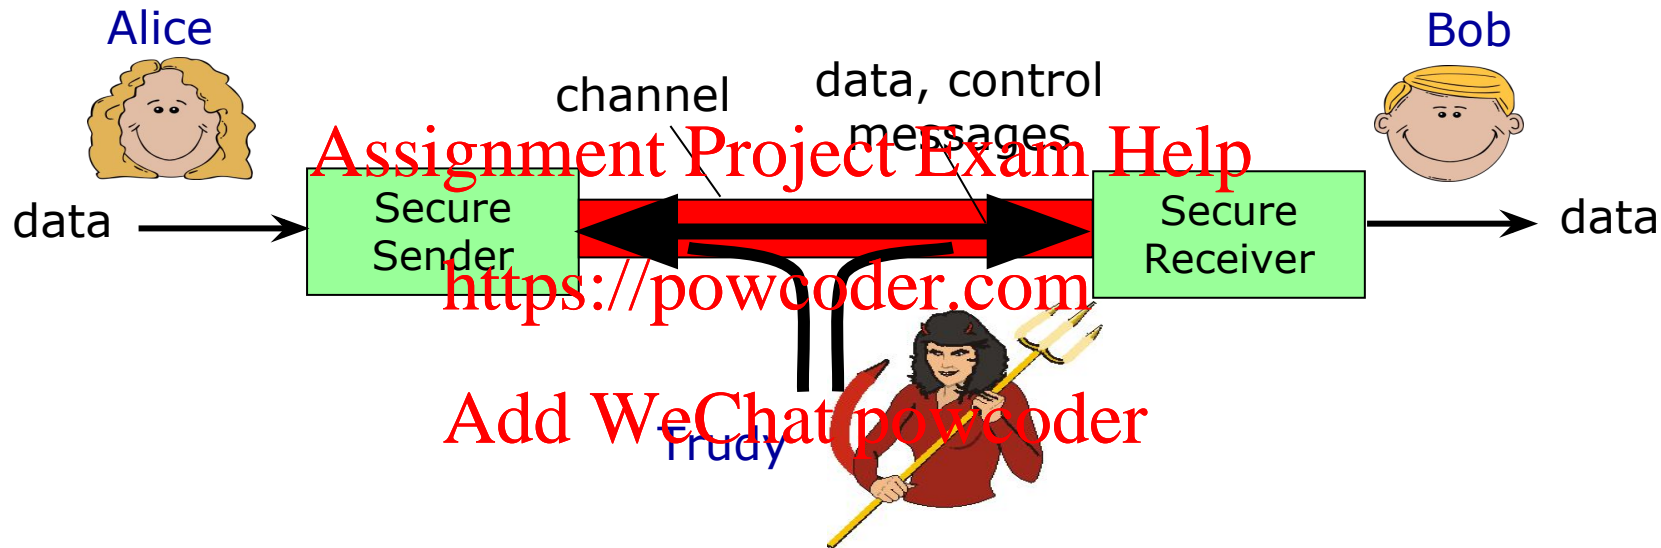 Alice
Bob
channel
data, control
messages
Assignment Project Exam Help
data
Secure
Sender
Secure
Receiver
data
https://powcoder.com
Add WeChat powcoder
Trudy